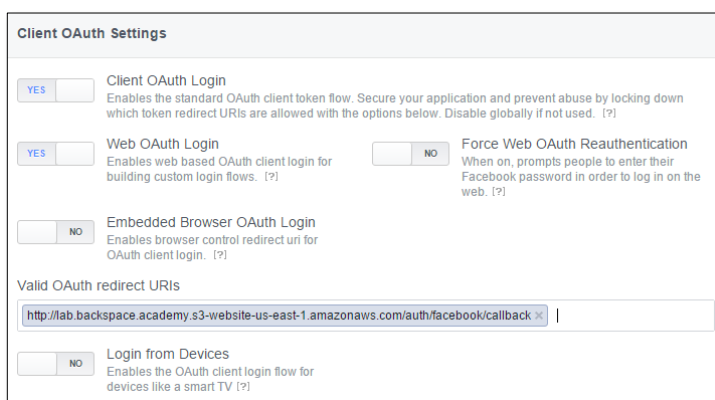 Client OAuth Settings
YES
Client OAuth Login
Enables the standard OAuth client token flow. Secure your application and prevent abuse by locking down
which token redirect URIs are allowed with the options below. Disable globally if not used. [?]
YES
Web OAuth Login
Enables web based OAuth client login for
building custom login flows. [?]
NO
Force Web OAuth Reauthentication
When on, prompts people to enter their
Facebook password in order to log in on the
web. [?]
NO
Embedded Browser OAuth Login
Enables browser control redirect uri for
OAuth client login. [?]
Valid OAuth redirect URIs
http://lab.backspace.academy.s3-website-us-east-1.amazonaws.com/auth/facebook/callback ×
NO
Login from Devices
Enables the OAuth client login flow for
devices like a smart TV [?]